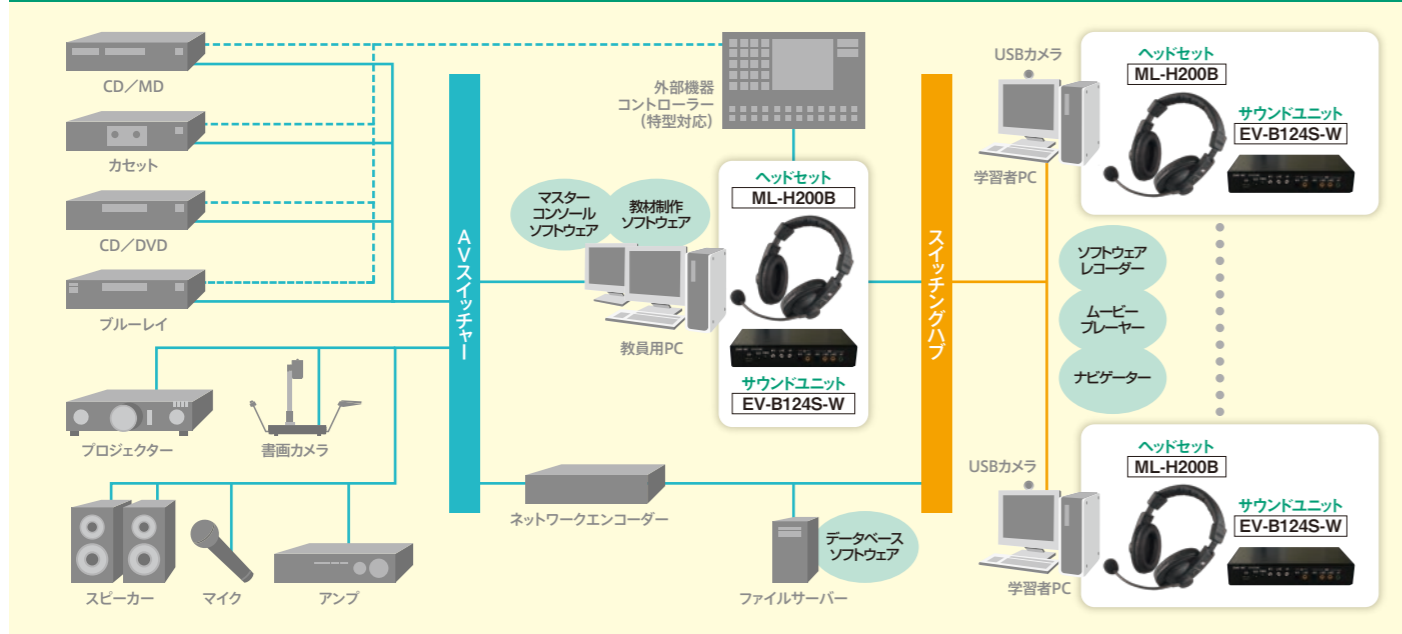 CD／MD
カセット
CD／DVD
ブルーレイ
プロジェクター
書画カメラ
スピーカー
マイク
アンプ
AVスイッチャー
外部機器
コントローラー
（特型対応）
マスター
コンソール
ソフトウェア
教材制作
ソフトウェア
教員用PC
ヘッドセット
ML-H200B
サウンドユニット
EV-B124S-W
ネットワークエンコーダー
データベース
ソフトウェア
ファイルサーバー
スイッチングハブ
USBカメラ
学習者PC
ヘッドセット
ML-H200B
サウンドユニット
EV-B124S-W
ソフトウェア
レコーダー
ムービー
プレーヤー
ナビゲーター
USBカメラ
学習者PC
ヘッドセット
ML-H200B
サウンドユニット
EV-B124S-W